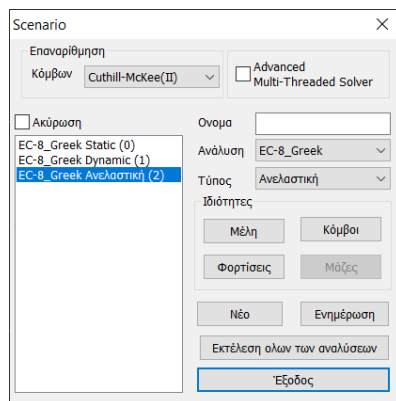 Scenario
Επαναρίθμηση
Κόμβων Cuthill-McKee(II)
Advanced
Multi-Threaded Solver
Ακύρωση
EC-8_Greek Static (0)
EC-8_Greek Dynamic (1)
EC-8_Greek Ανελαστική (2)
Ονομα
Ανάλυση EC-8_Greek
Τύπος Ανελαστική
Ιδιότητες
Μέλη Κόμβοι
Φορτίσεις Μάζες
Νέο Ενημέρωση
Εκτέλεση ολων των αναλύσεων
Έξοδος